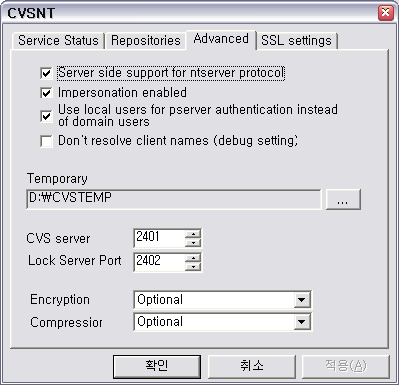 CVSNT
Service Status Repositories Advanced SSL settings
Server side support for ntserver protocol
Impersonation enabled
Use local users for pserver authentication instead
of domain users
Don't resolve client names (debug setting)
Temporary
D:₩CVSTEMP
...
CVS server 2401
Lock Server Port 2402
Encryption Optional
Compression Optional
확인 취소 적용(A)